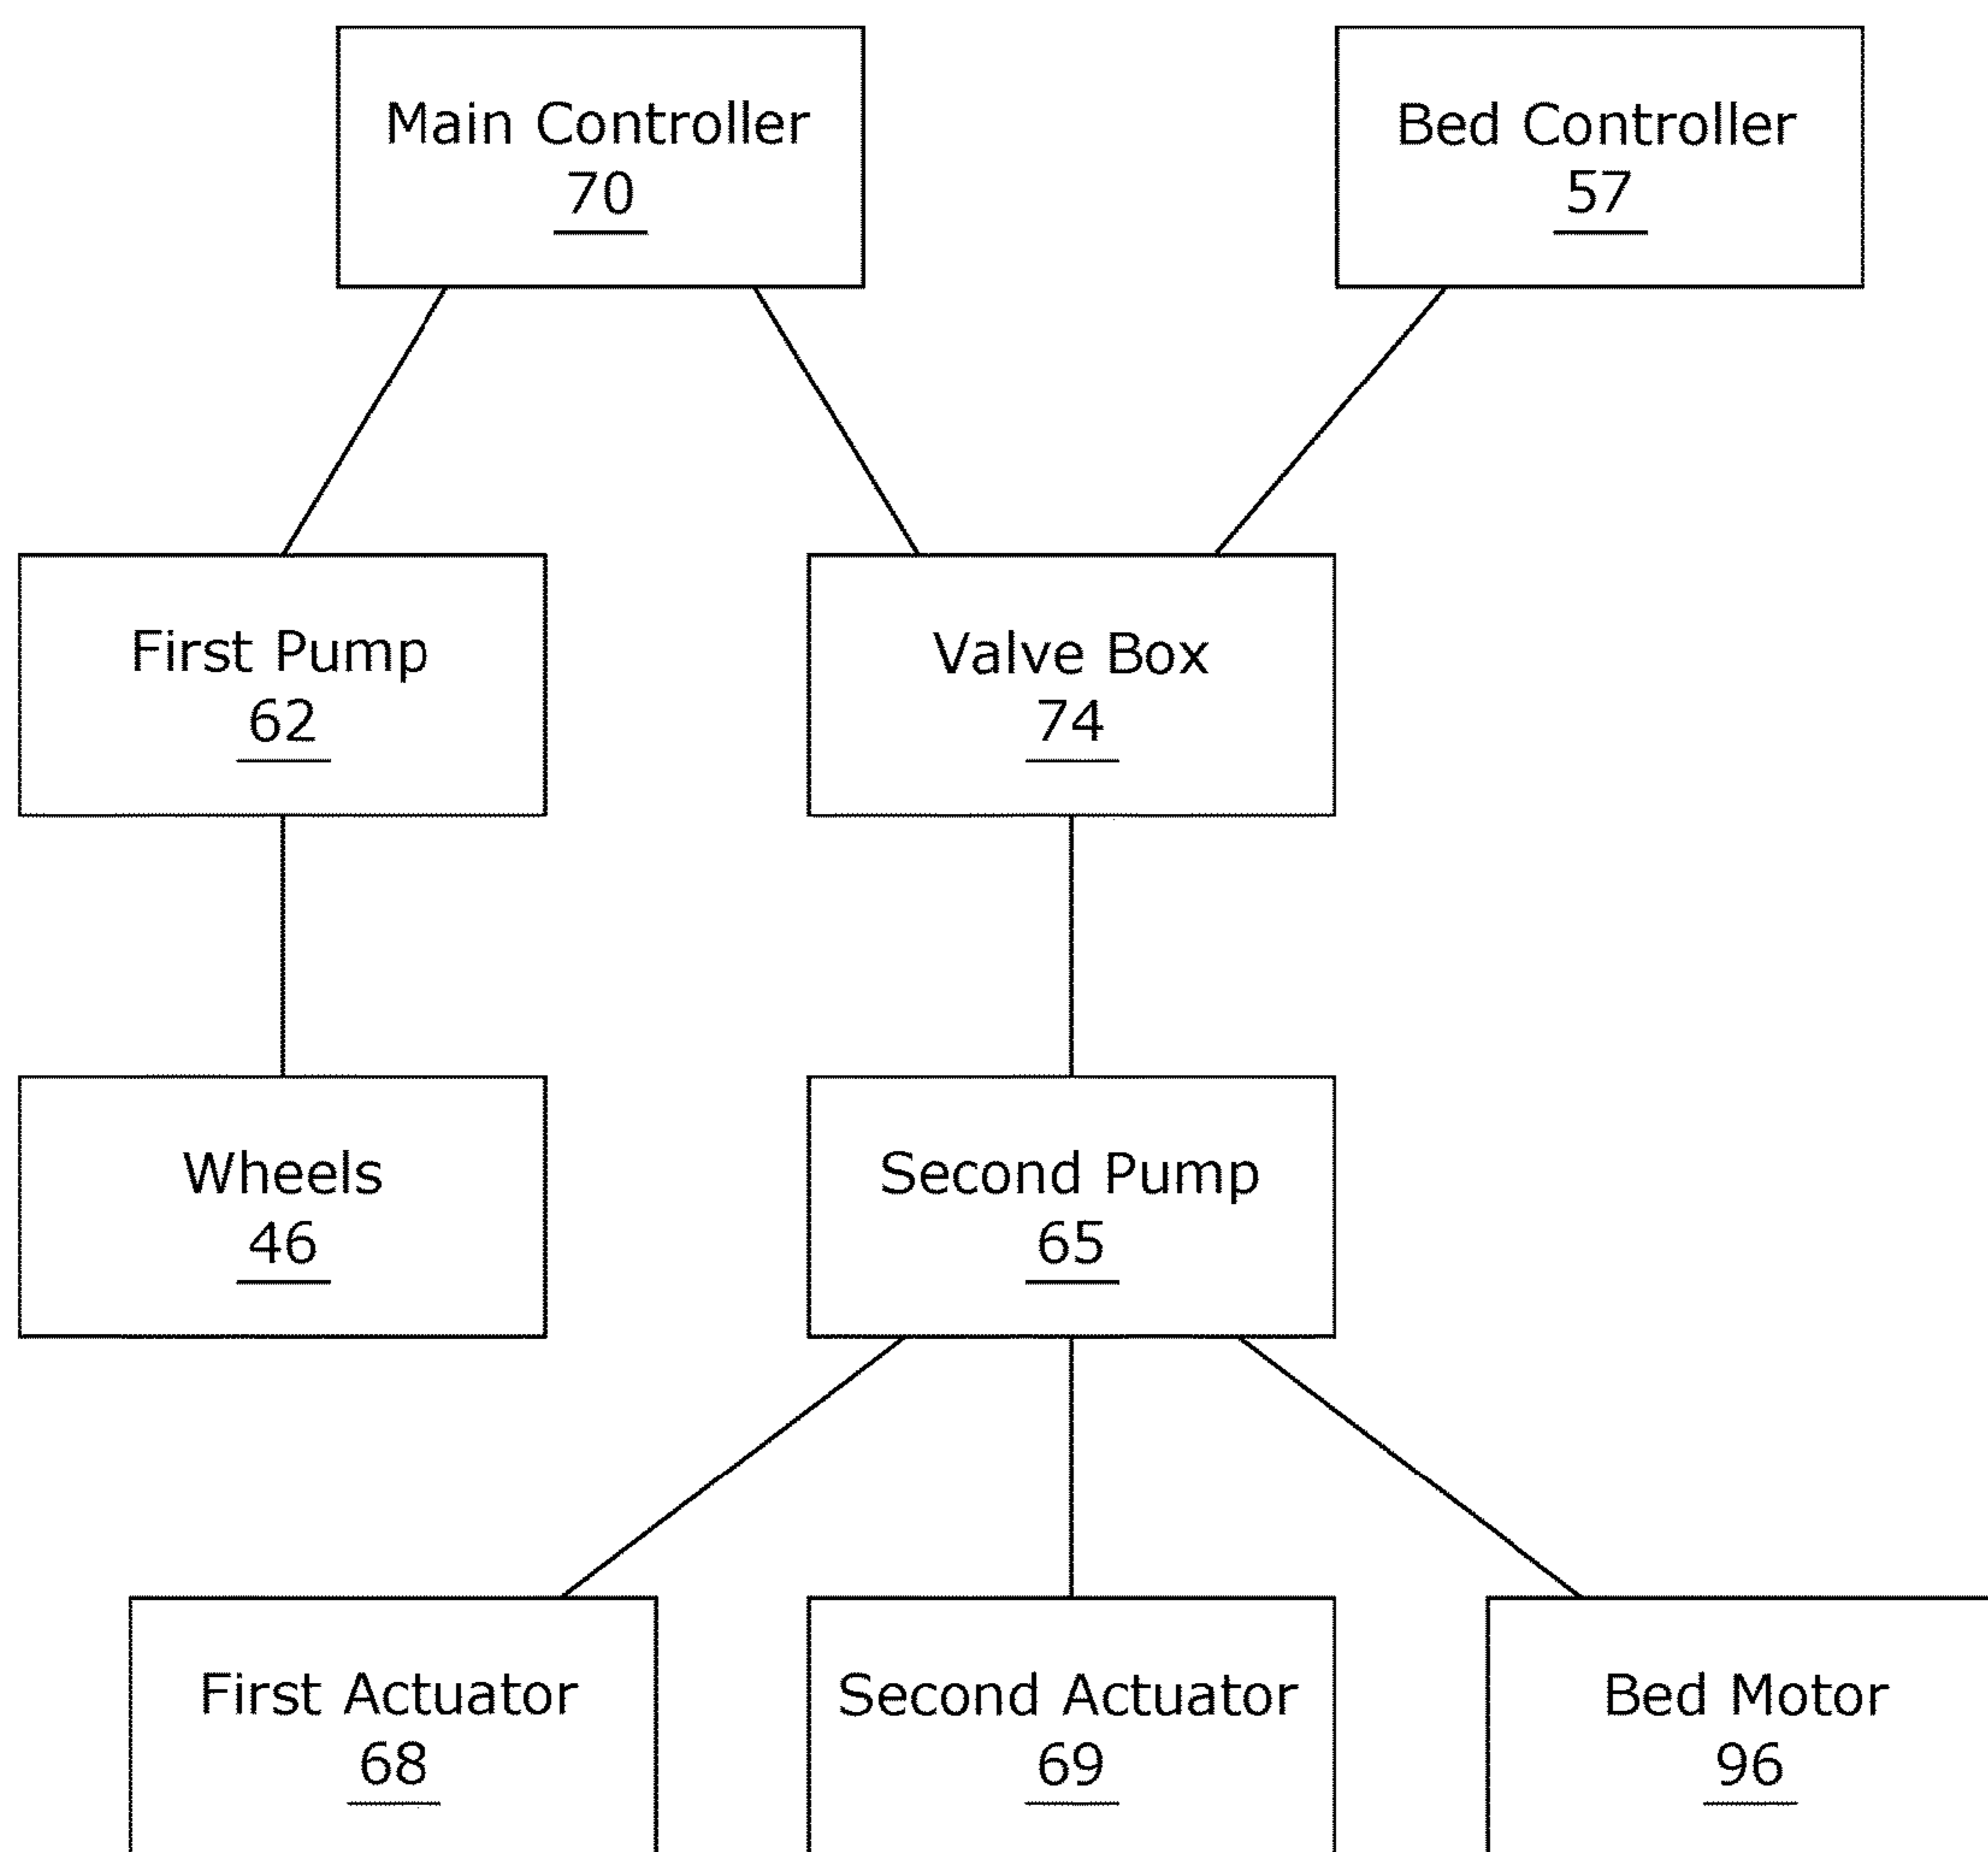 Main Controller
70
Bed Controller
57
First Pump
62
Valve Box
74
Wheels
46
Second Pump
65
First Actuator
68
Second Actuator
69
Bed Motor
96